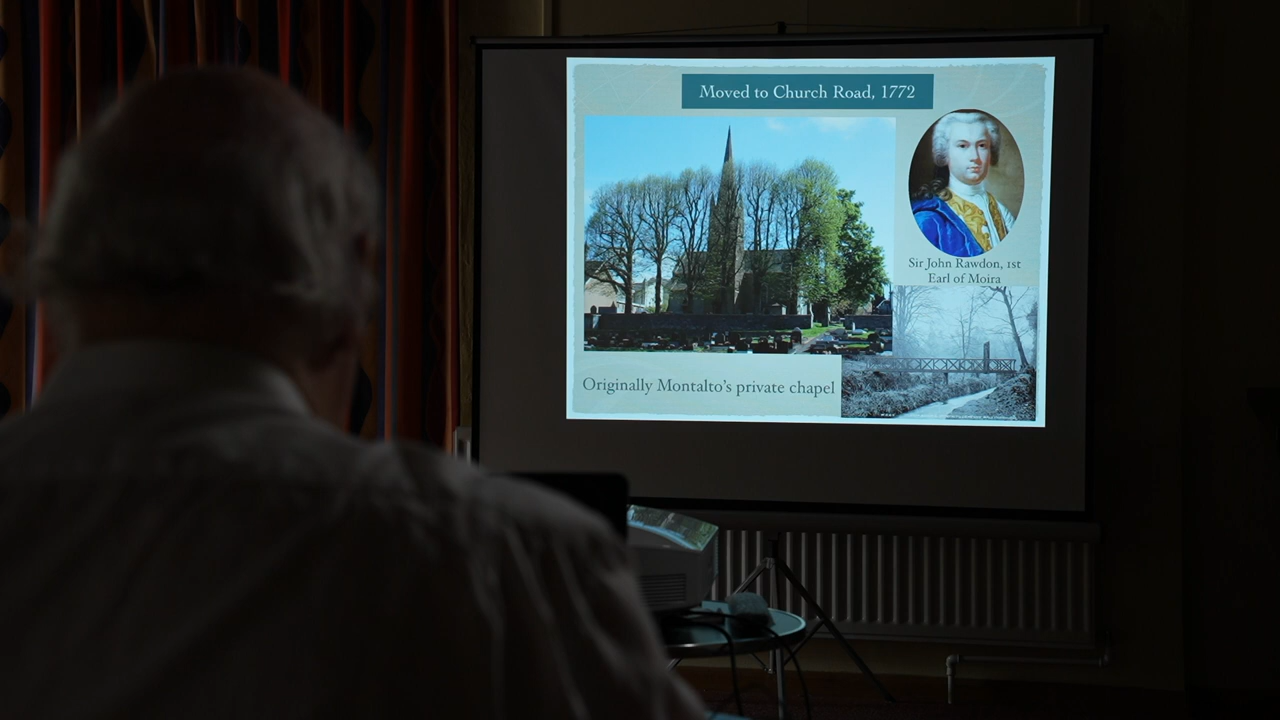 Moved to Church Road, 1772
Sir John Rawdon, 1st
Earl of Moira
Originally Montalto's private chapel